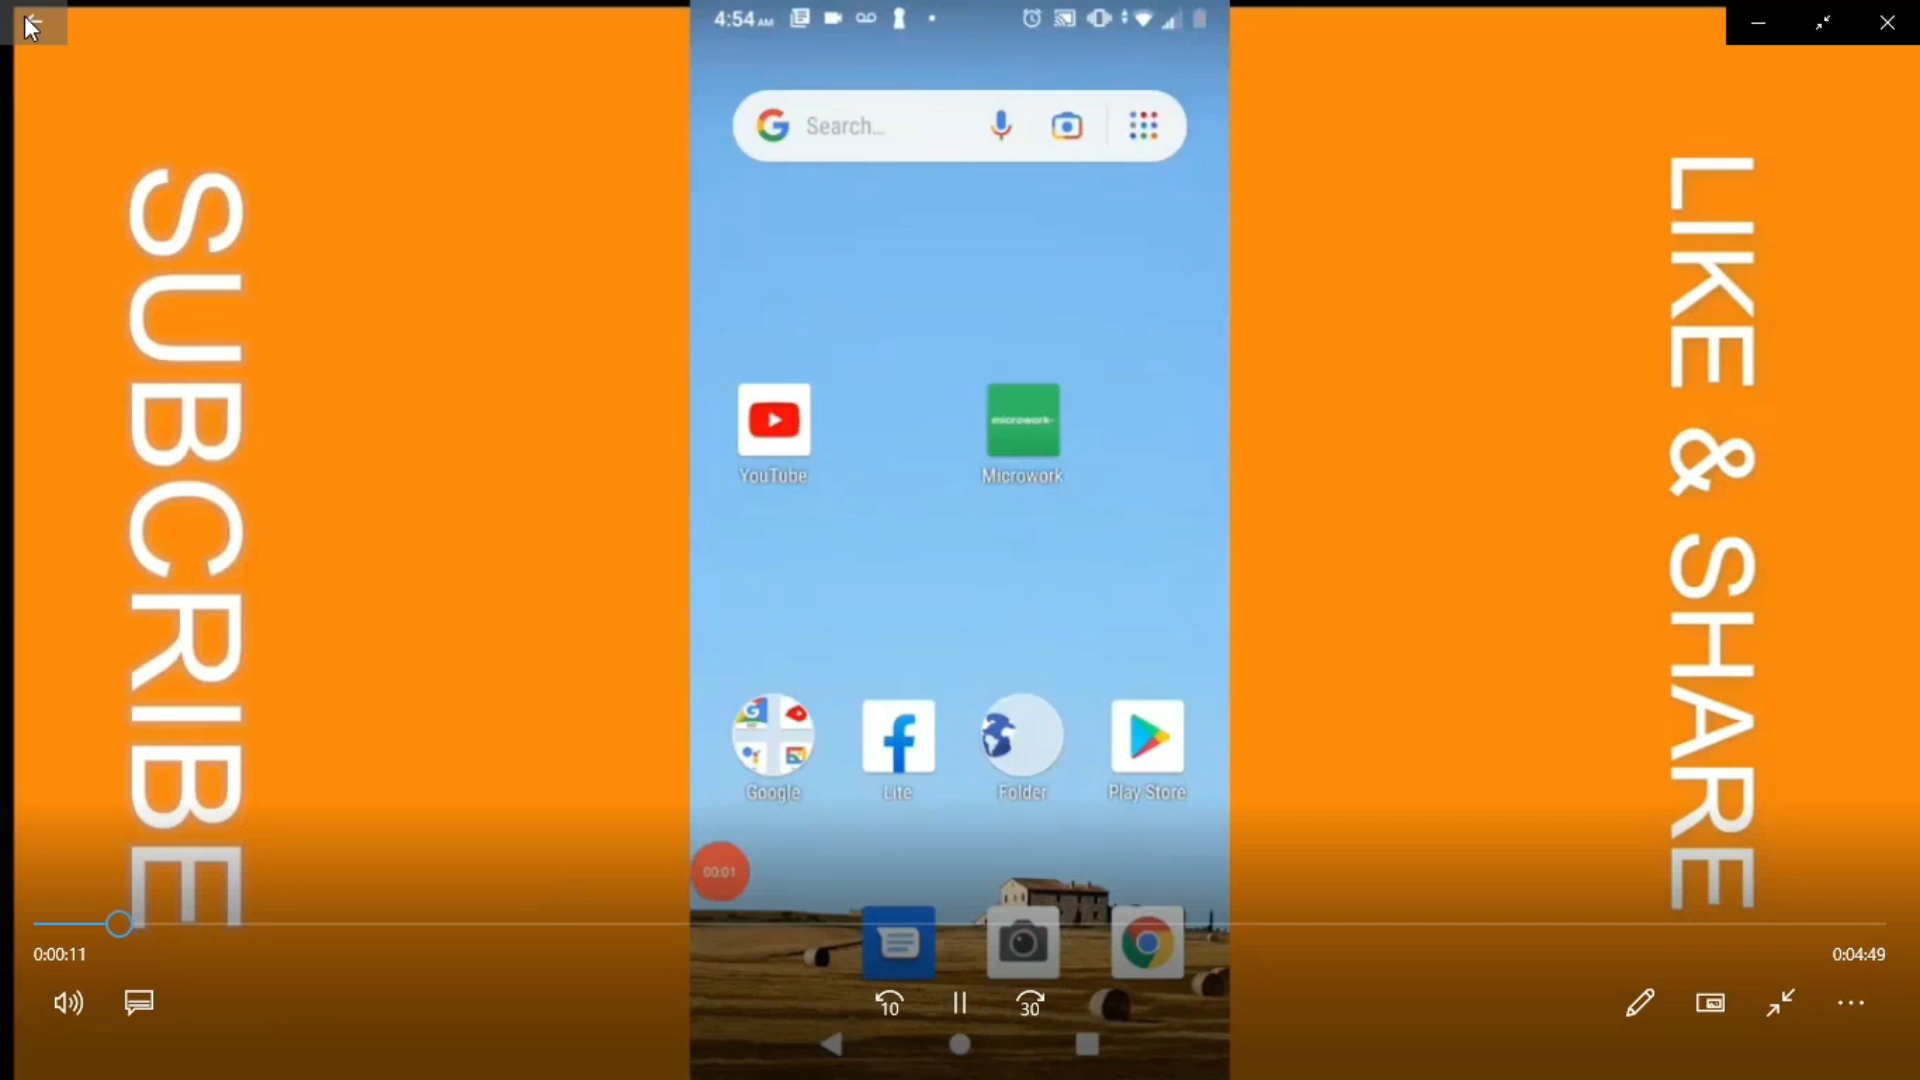 4:54 AM
Search...
SUBCRIBE
LIKE & SHARE
microwork
YouTube
Microwork
Google
Lite
Folder
Play Store
00:01
0:00:11
0:04:49
10
30